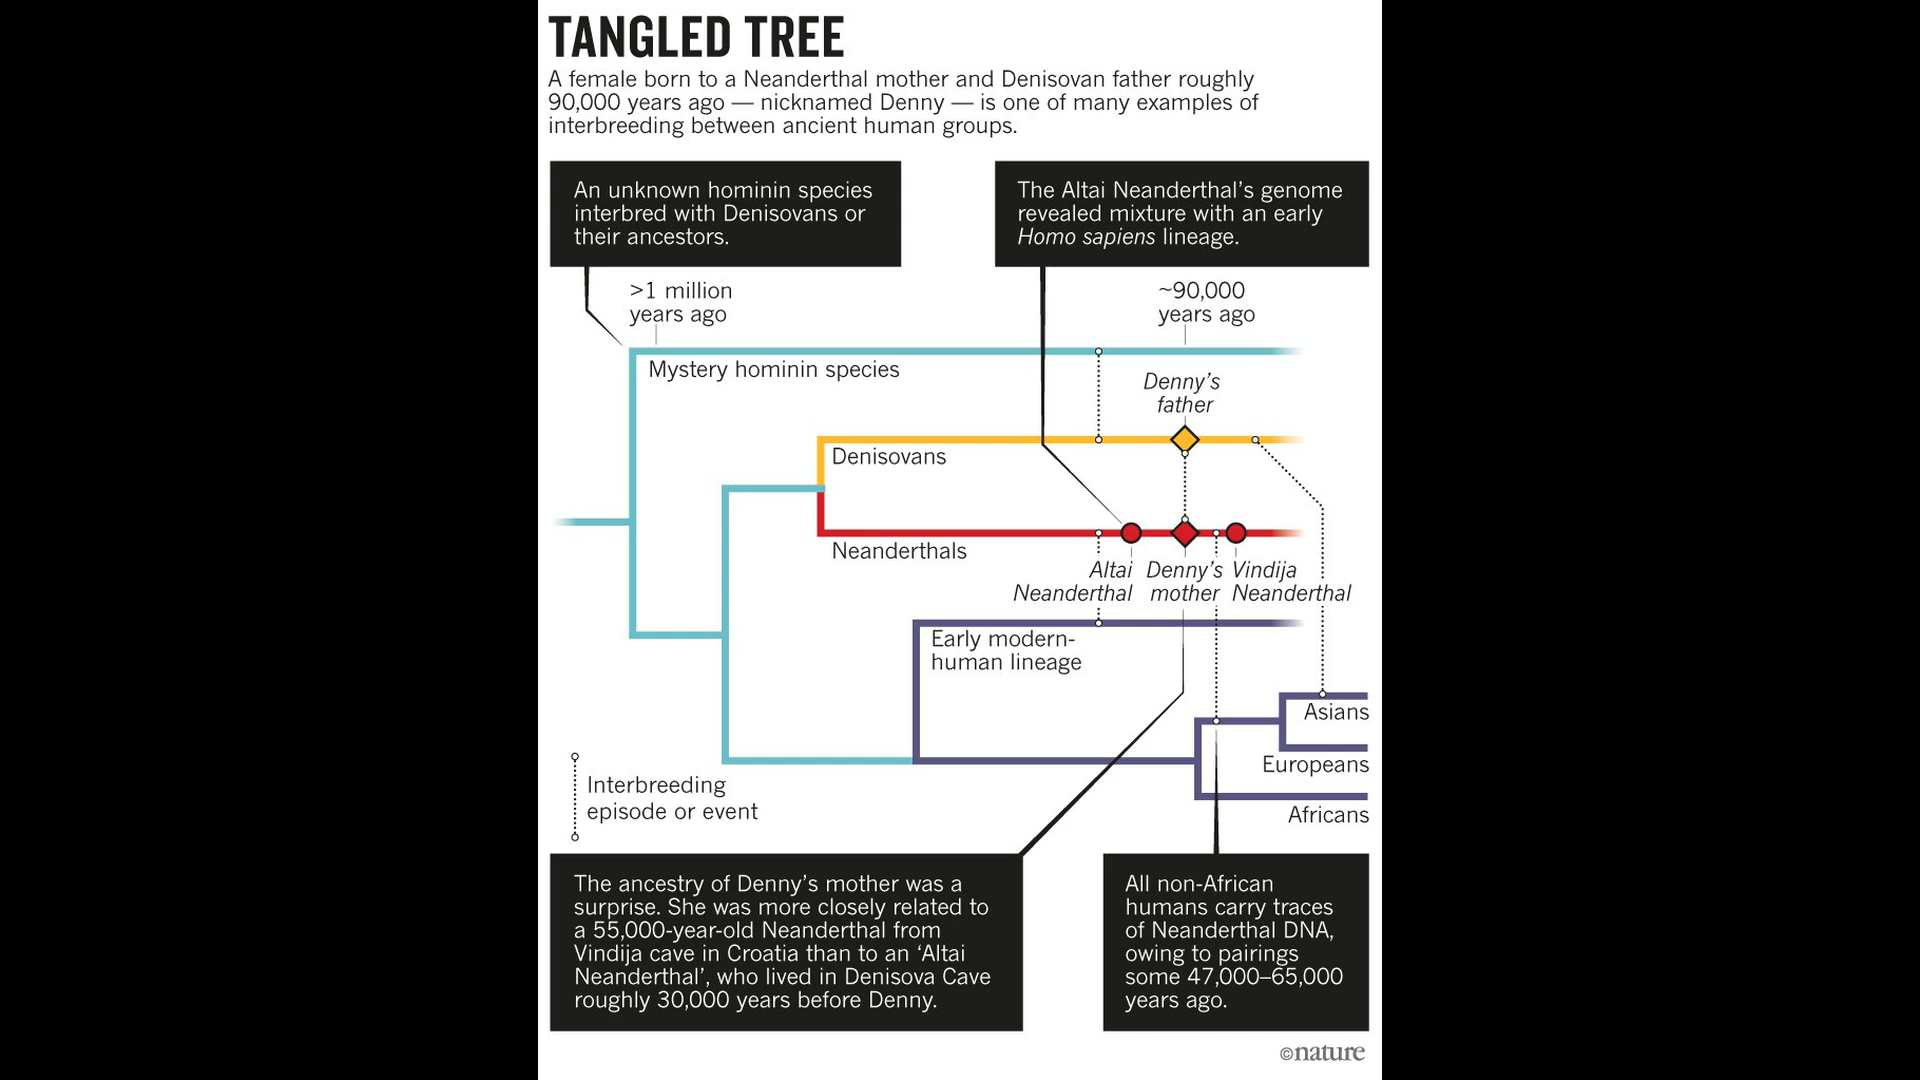 TANGLED TREE
A female born to a Neanderthal mother and Denisovan father roughly
90,000 years ago — nicknamed Denny — is one of many examples of
interbreeding between ancient human groups.
An unknown hominin species
interbred with Denisovans or
their ancestors.
The Altai Neanderthal’s genome
revealed mixture with an early
Homo sapiens lineage.
>1 million
years ago
~90,000
years ago
Mystery hominin species
Denny’s
father
Denisovans
Neanderthals
Altai
Neanderthal
Denny’s
mother
Vindija
Neanderthal
Early modern-
human lineage
Asians
Europeans
Africans
Interbreeding
episode or event
The ancestry of Denny’s mother was a
surprise. She was more closely related to
a 55,000-year-old Neanderthal from
Vindija cave in Croatia than to an ‘Altai
Neanderthal’, who lived in Denisova Cave
roughly 30,000 years before Denny.
All non-African
humans carry traces
of Neanderthal DNA,
owing to pairings
some 47,000–65,000
years ago.
©nature